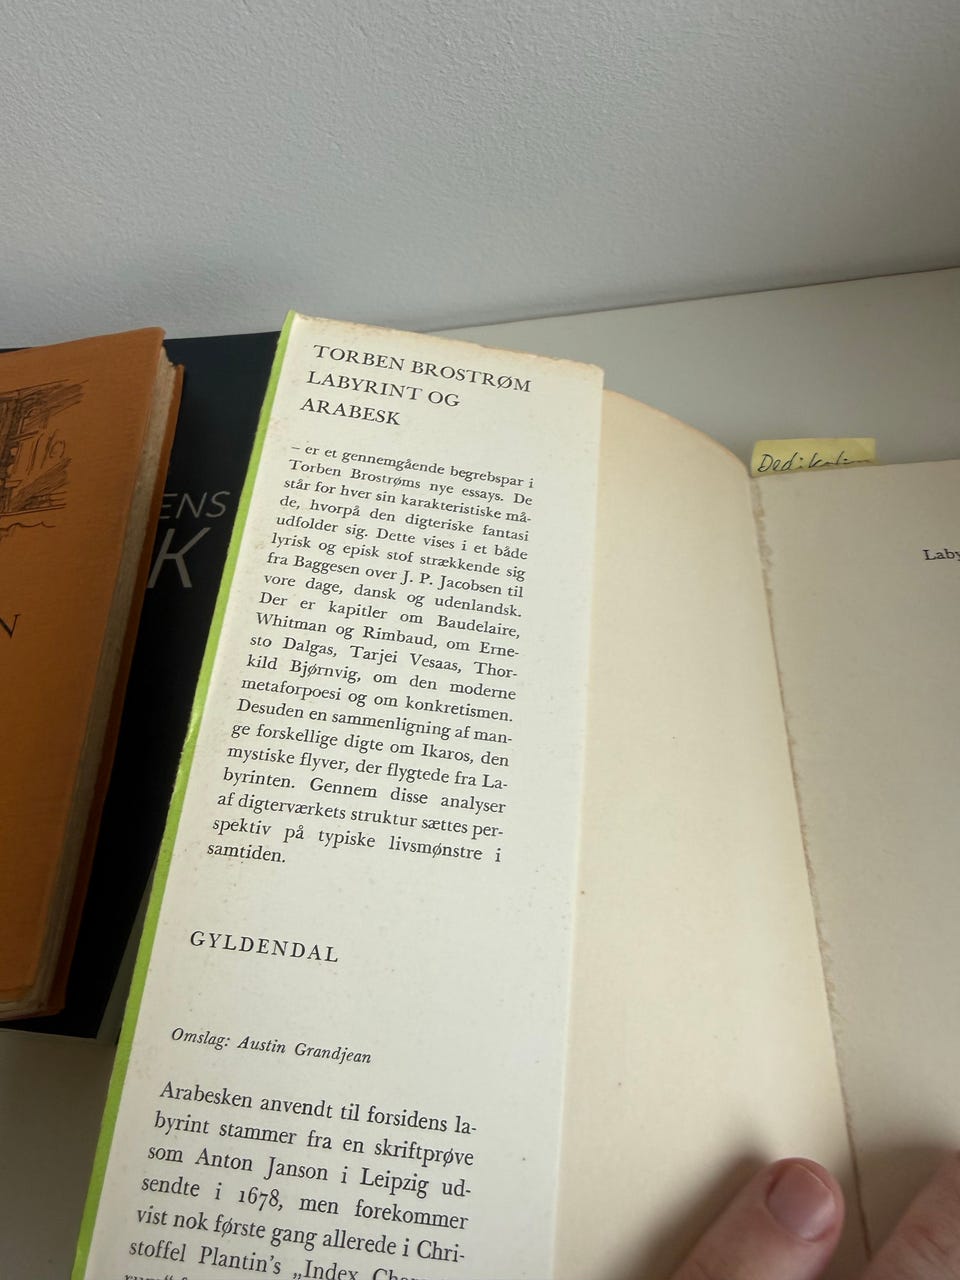 TORBEN BROSTRØM
LABYRINT OG
ARABESK
– er et gennemgående begrebspar i
Torben Brostrøms nye essays. De
står for hver sin karakteristiske må-
de, hvorpå den digteriske fantasi
udfolder sig. Dette vises i et både
lyrisk og episk stof strækkende sig
fra Baggesen over J. P. Jacobsen til
vore dage, dansk og udenlandsk.
Der er kapitler om Baudelaire,
Whitman og Rimbaud, om Erne-
sto Dalgas, Tarjei Vesaas, Thor-
kild Bjørnvig, om den moderne
metaforpoesi og om konkretismen.
Desuden en sammenligning af man-
ge forskellige digte om Ikaros, den
mystiske flyver, der flygtede fra La-
byrinten. Gennem disse analyser
af digterværkets struktur sættes per-
spektiv på typiske livsmønstre i
samtiden.
GYLDENDAL
Omslag: Austin Grandjean
Arabesken anvendt til forsidens la-
byrint stammer fra en skriftprøve
som Anton Janson i Leipzig ud-
sendte i 1678, men forekommer
vist nok første gang allerede i Chri-
stoffel Plantin's „Index
ENS
K
N
Laby